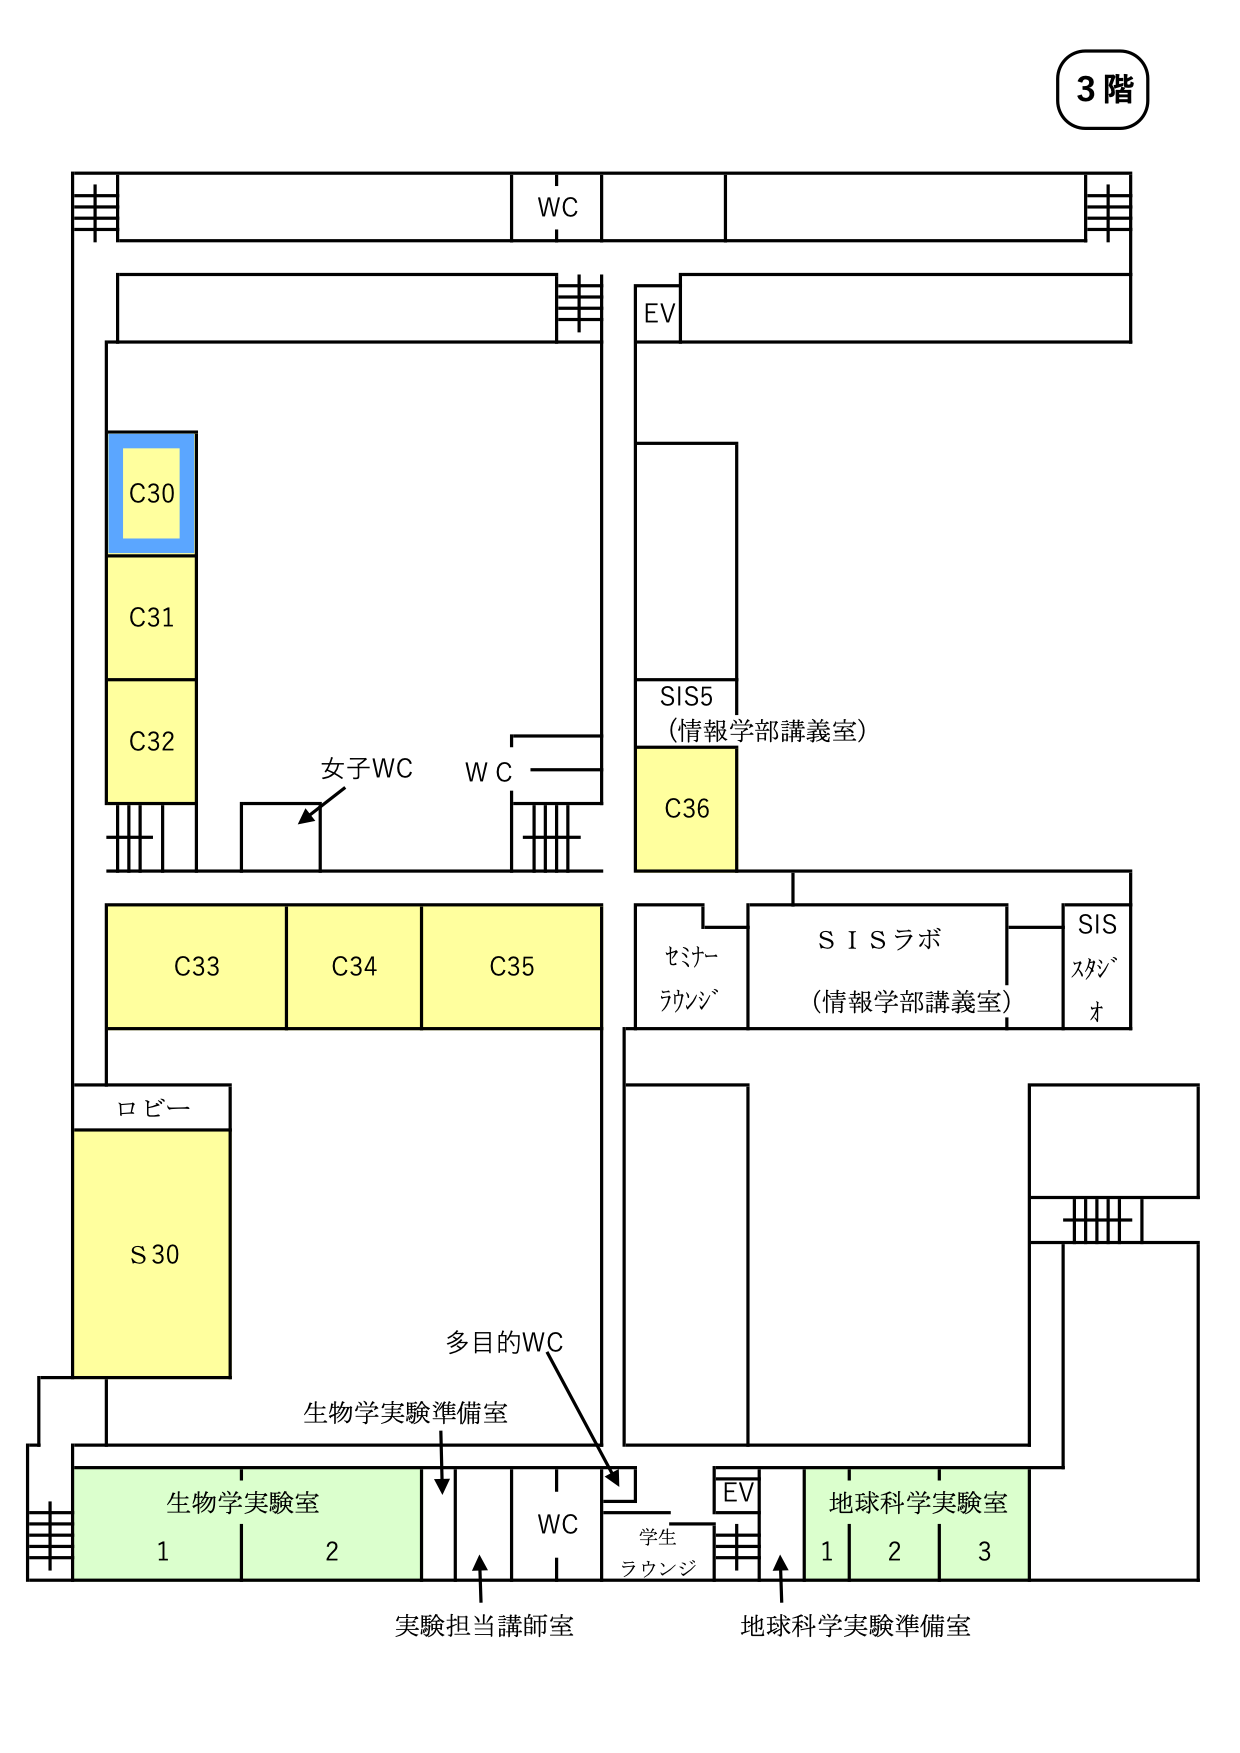 3階
WC
EV
C30
C31
C32
SIS5
（情報学部講義室）
女子WC
ＷＣ
C36
C33
C34
C35
ｾﾐﾅｰ
ﾗｳﾝｼﾞ
ＳＩＳラボ
（情報学部講義室）
SIS
ｽﾀｼﾞ
ｵ
ロビー
Ｓ30
多目的WC
生物学実験準備室
生物学実験室
1
2
WC
学生
ラウンジ
EV
地球科学実験室
1
2
3
実験担当講師室
地球科学実験準備室